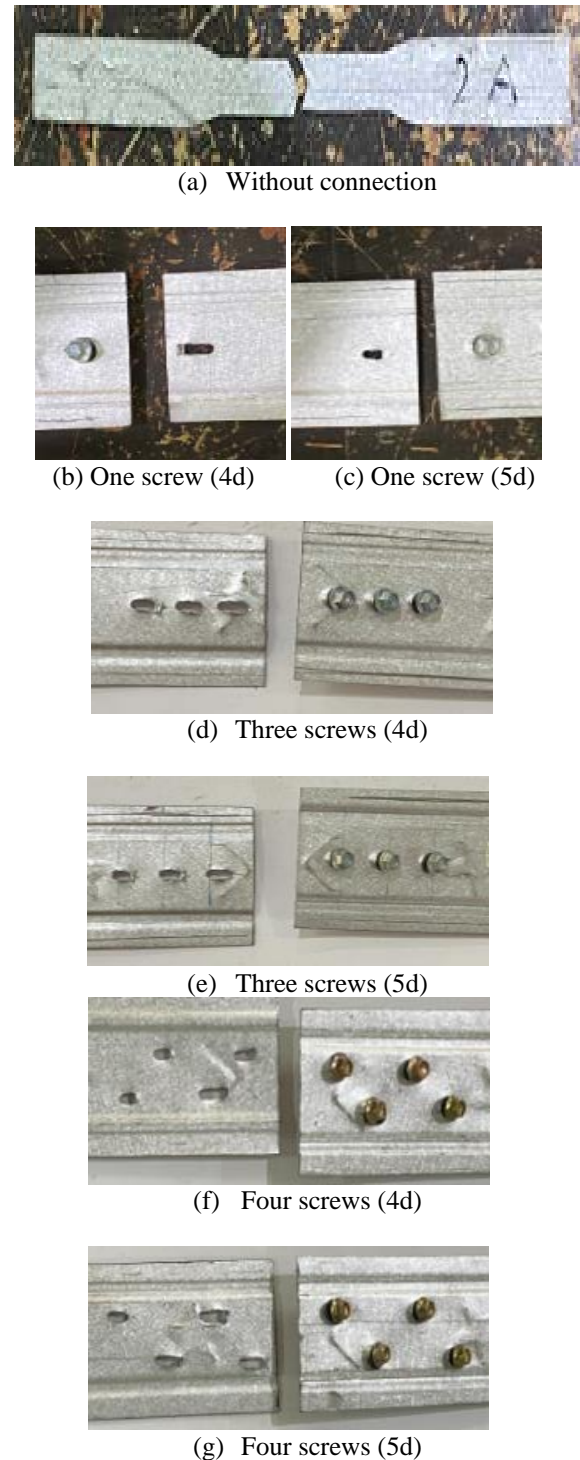 2 A
(a) Without connection
(b) One screw (4d) (c) One screw (5d)
(d) Three screws (4d)
(e) Three screws (5d)
(f) Four screws (4d)
(g) Four screws (5d)